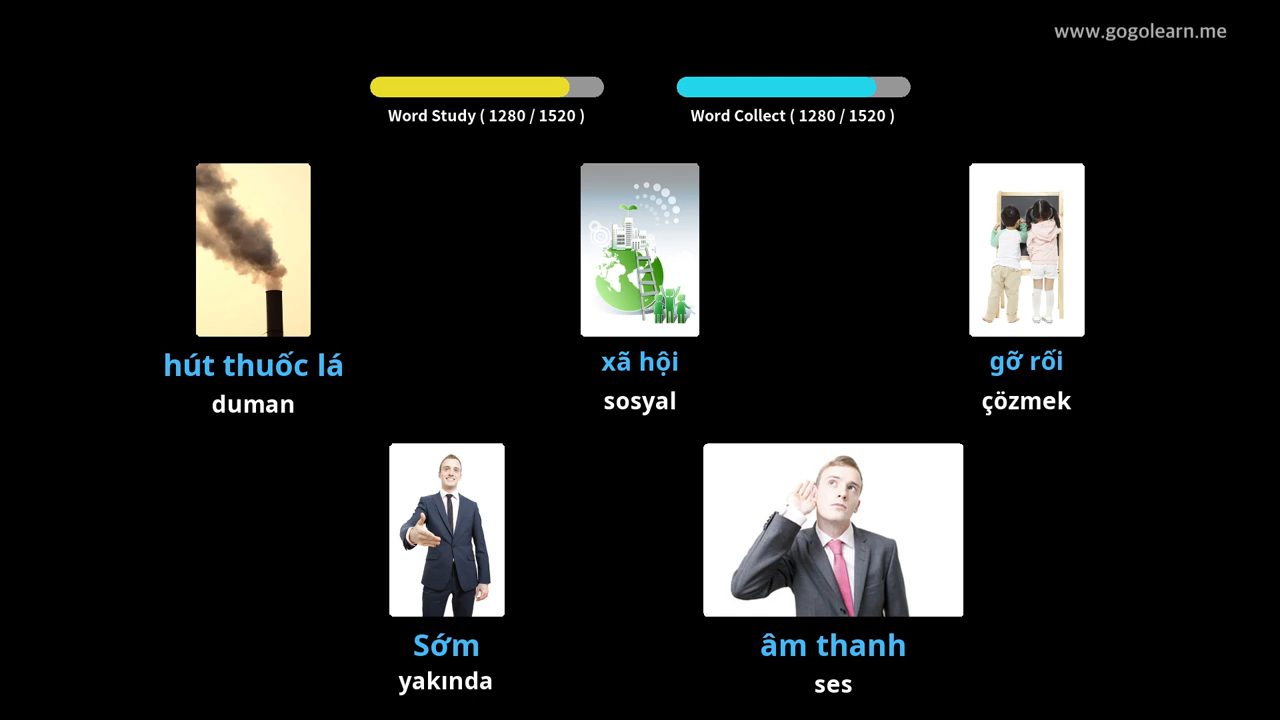 www.gogolearn.me
Word Study ( 1280 / 1520 )
Word Collect ( 1280 / 1520 )
hút thuốc lá
duman
xã hội
sosyal
gỡ rối
çözmek
Sớm
yakında
âm thanh
ses